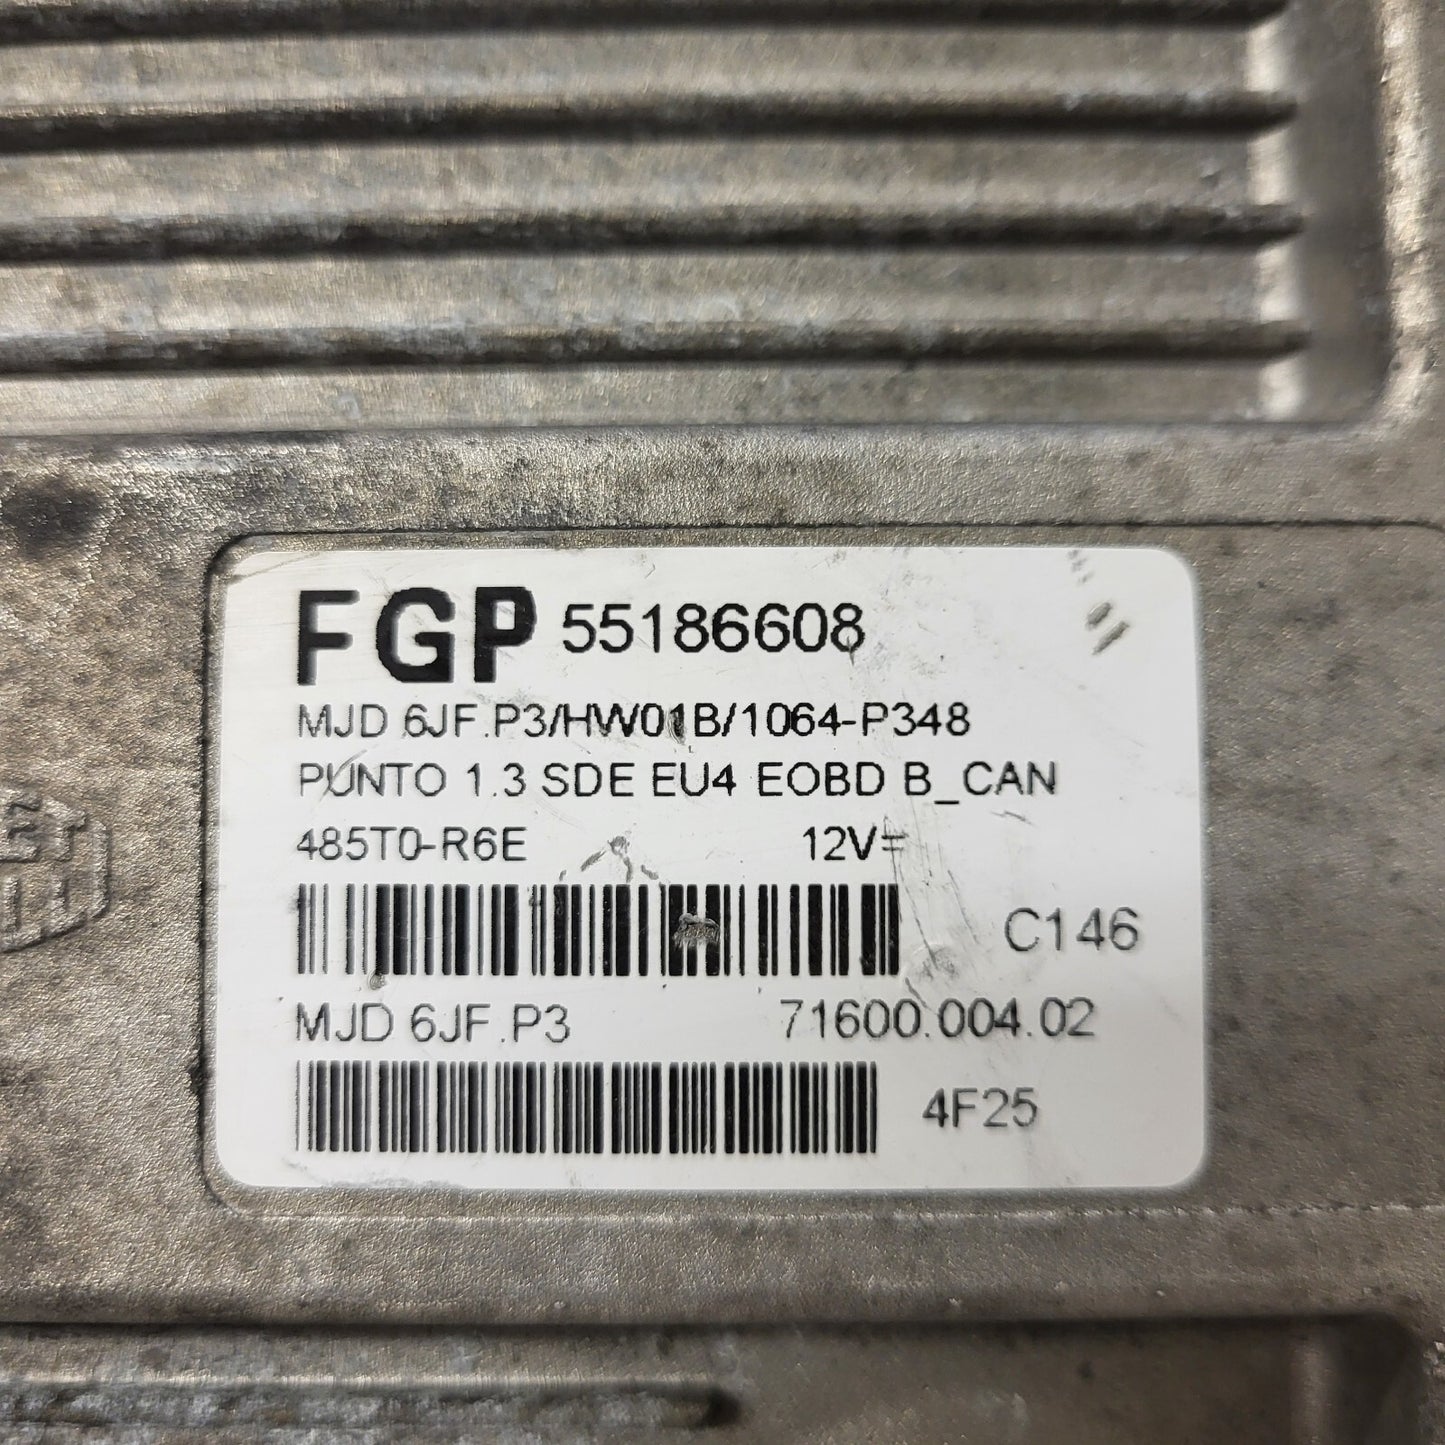 FGP 55186608
MJD 6JF.P3/HW01B/1064-P348
PUNTO 1.3 SDE EU4 EOBD B_CAN
485T0-R6E 12V=
C146
MJD 6JF.P3 71600.004.02
4F25